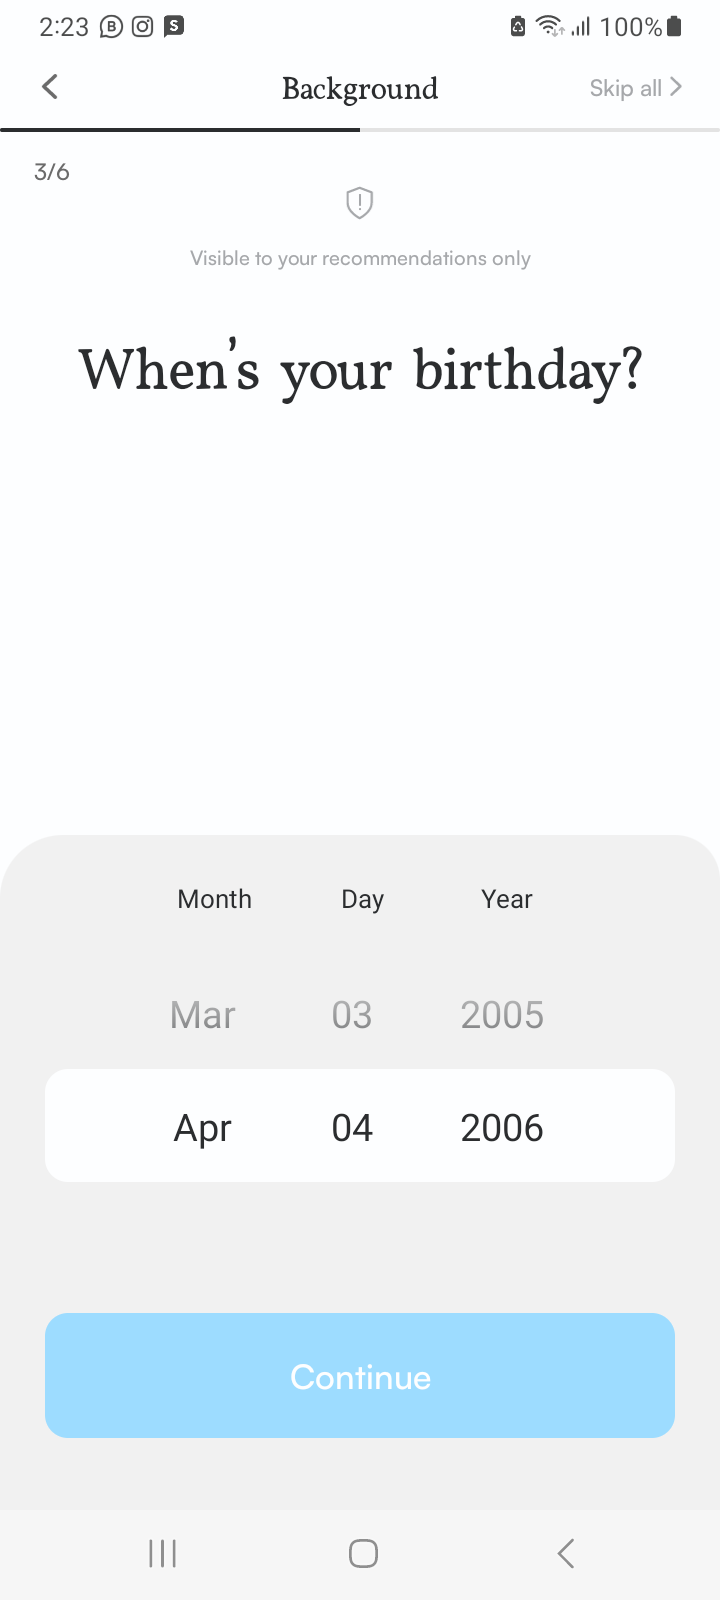 2:23 100%
Background Skip all
3/6
Visible to your recommendations only
When's your birthday?
Month Day Year
Mar 03 2005
Apr 04 2006
Continue